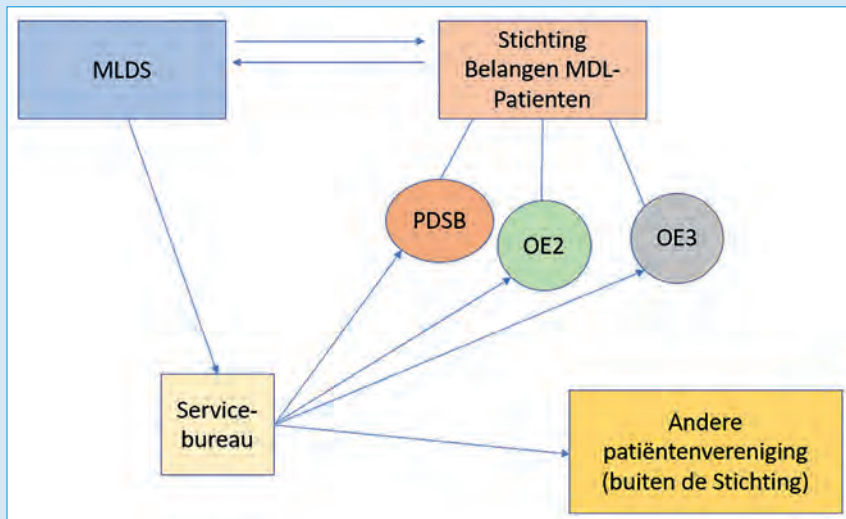 MLDS
Stichting
Belangen MDL-
Patienten
PDSB
OE2
OE3
Service-
bureau
Andere
patiëntenvereniging
(buiten de Stichting)